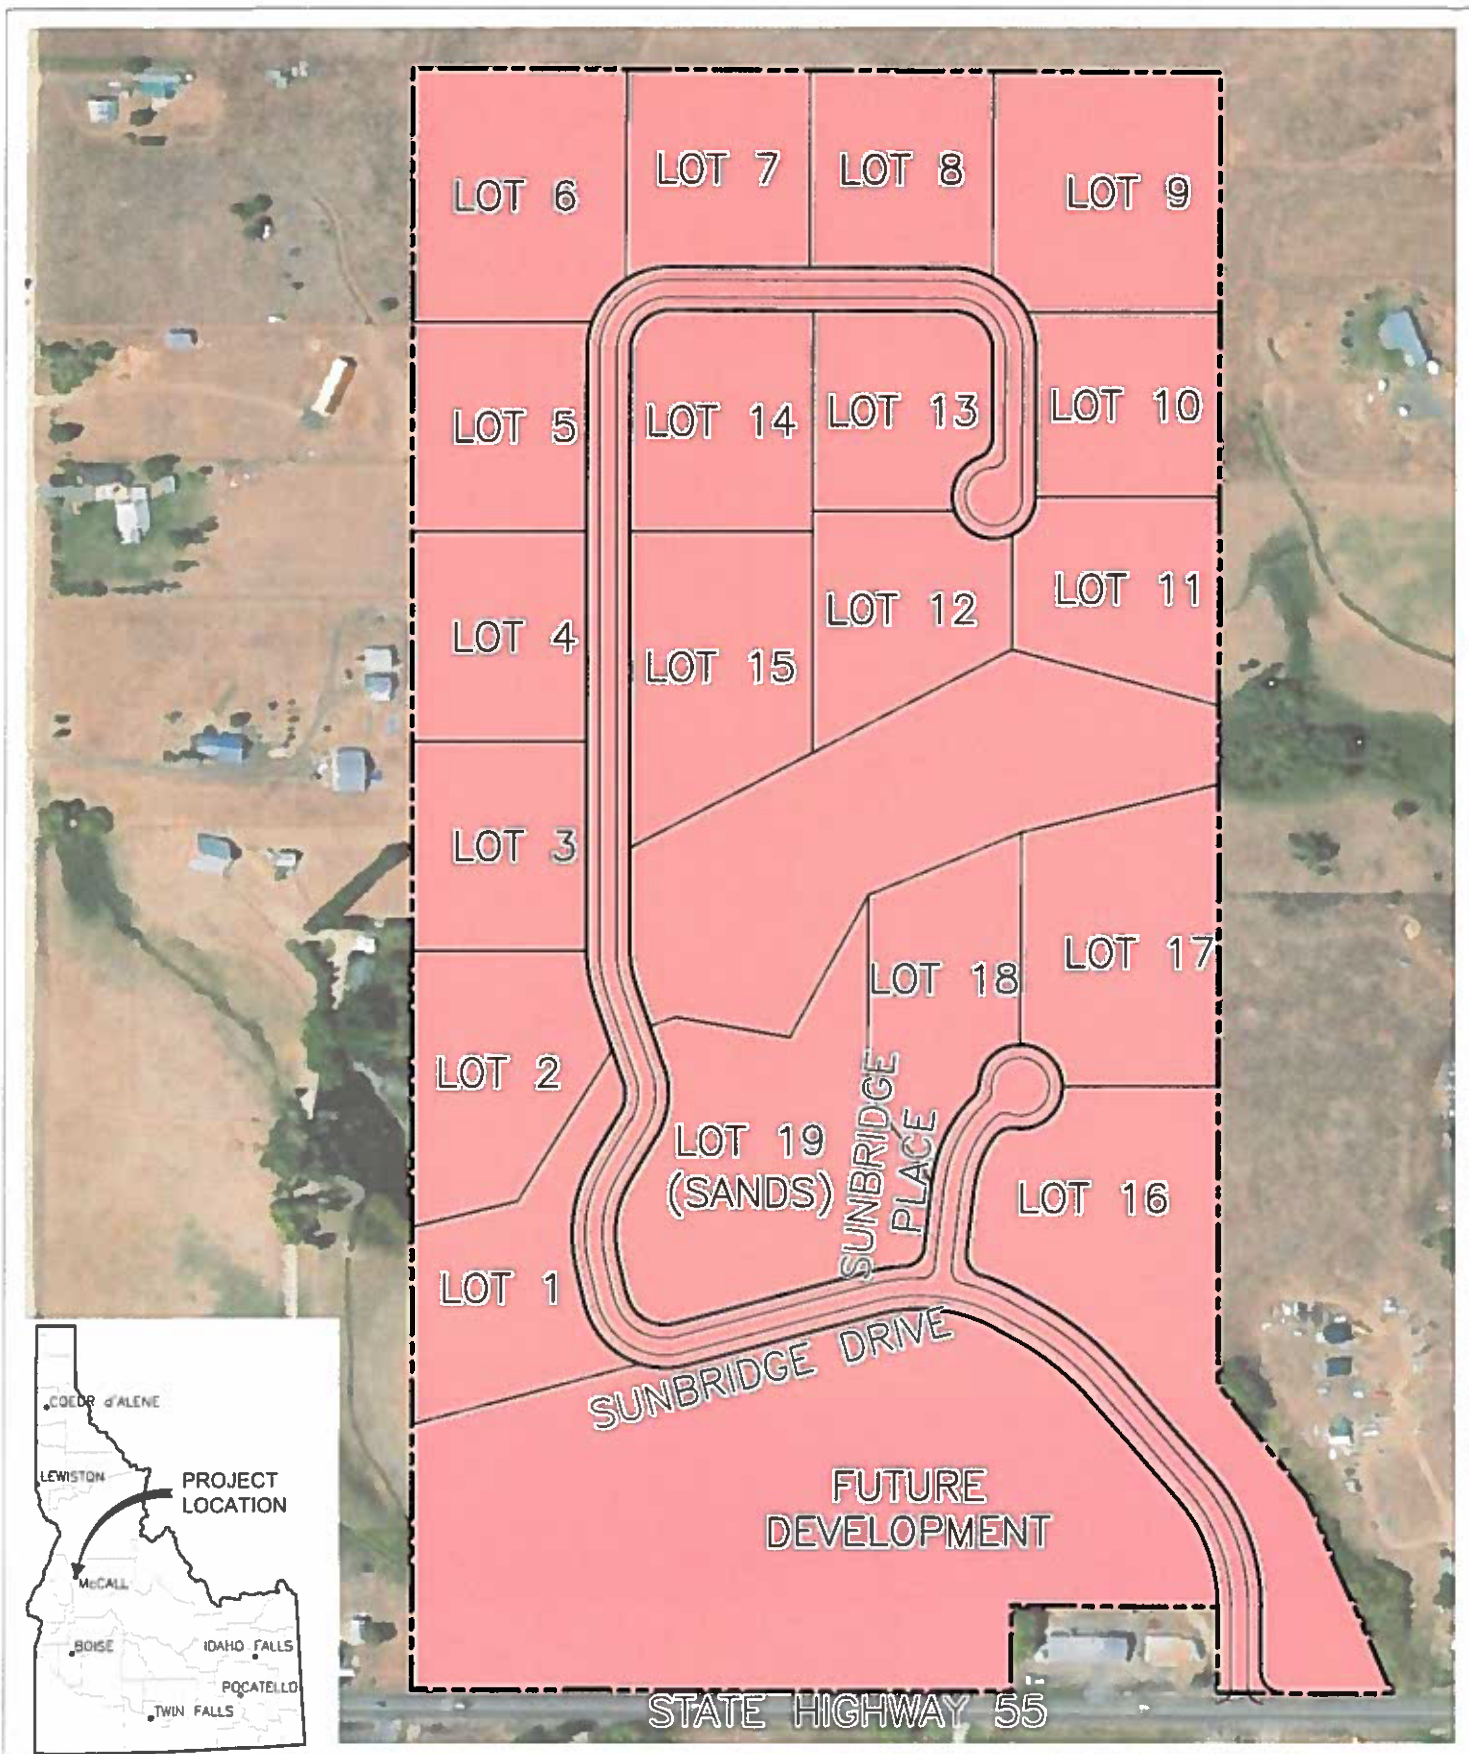 LOT 6
LOT 7
LOT 8
LOT 9
LOT 5
LOT 14
LOT 13
LOT 10
LOT 4
LOT 15
LOT 12
LOT 11
LOT 3
LOT 18
LOT 17
LOT 2
LOT 19
(SANDS)
SUNBRIDGE
PLACE
LOT 16
LOT 1
SUNBRIDGE DRIVE
FUTURE
DEVELOPMENT
STATE HIGHWAY 55
COEUR d'ALENE
LEWISTON
PROJECT
LOCATION
McCALL
BOISE
IDAHO FALLS
POCATELLO
TWIN FALLS